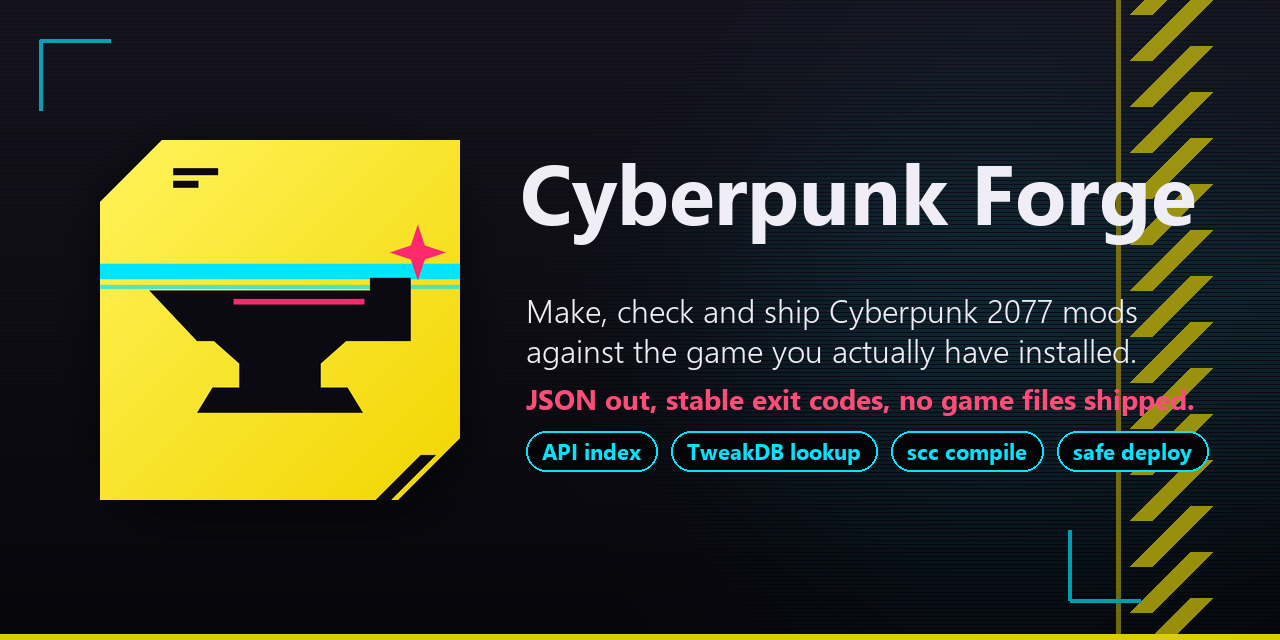 Cyberpunk Forge
Make, check and ship Cyberpunk 2077 mods
against the game you actually have installed.
JSON out, stable exit codes, no game files shipped.
API index TweakDB lookup scc compile safe deploy